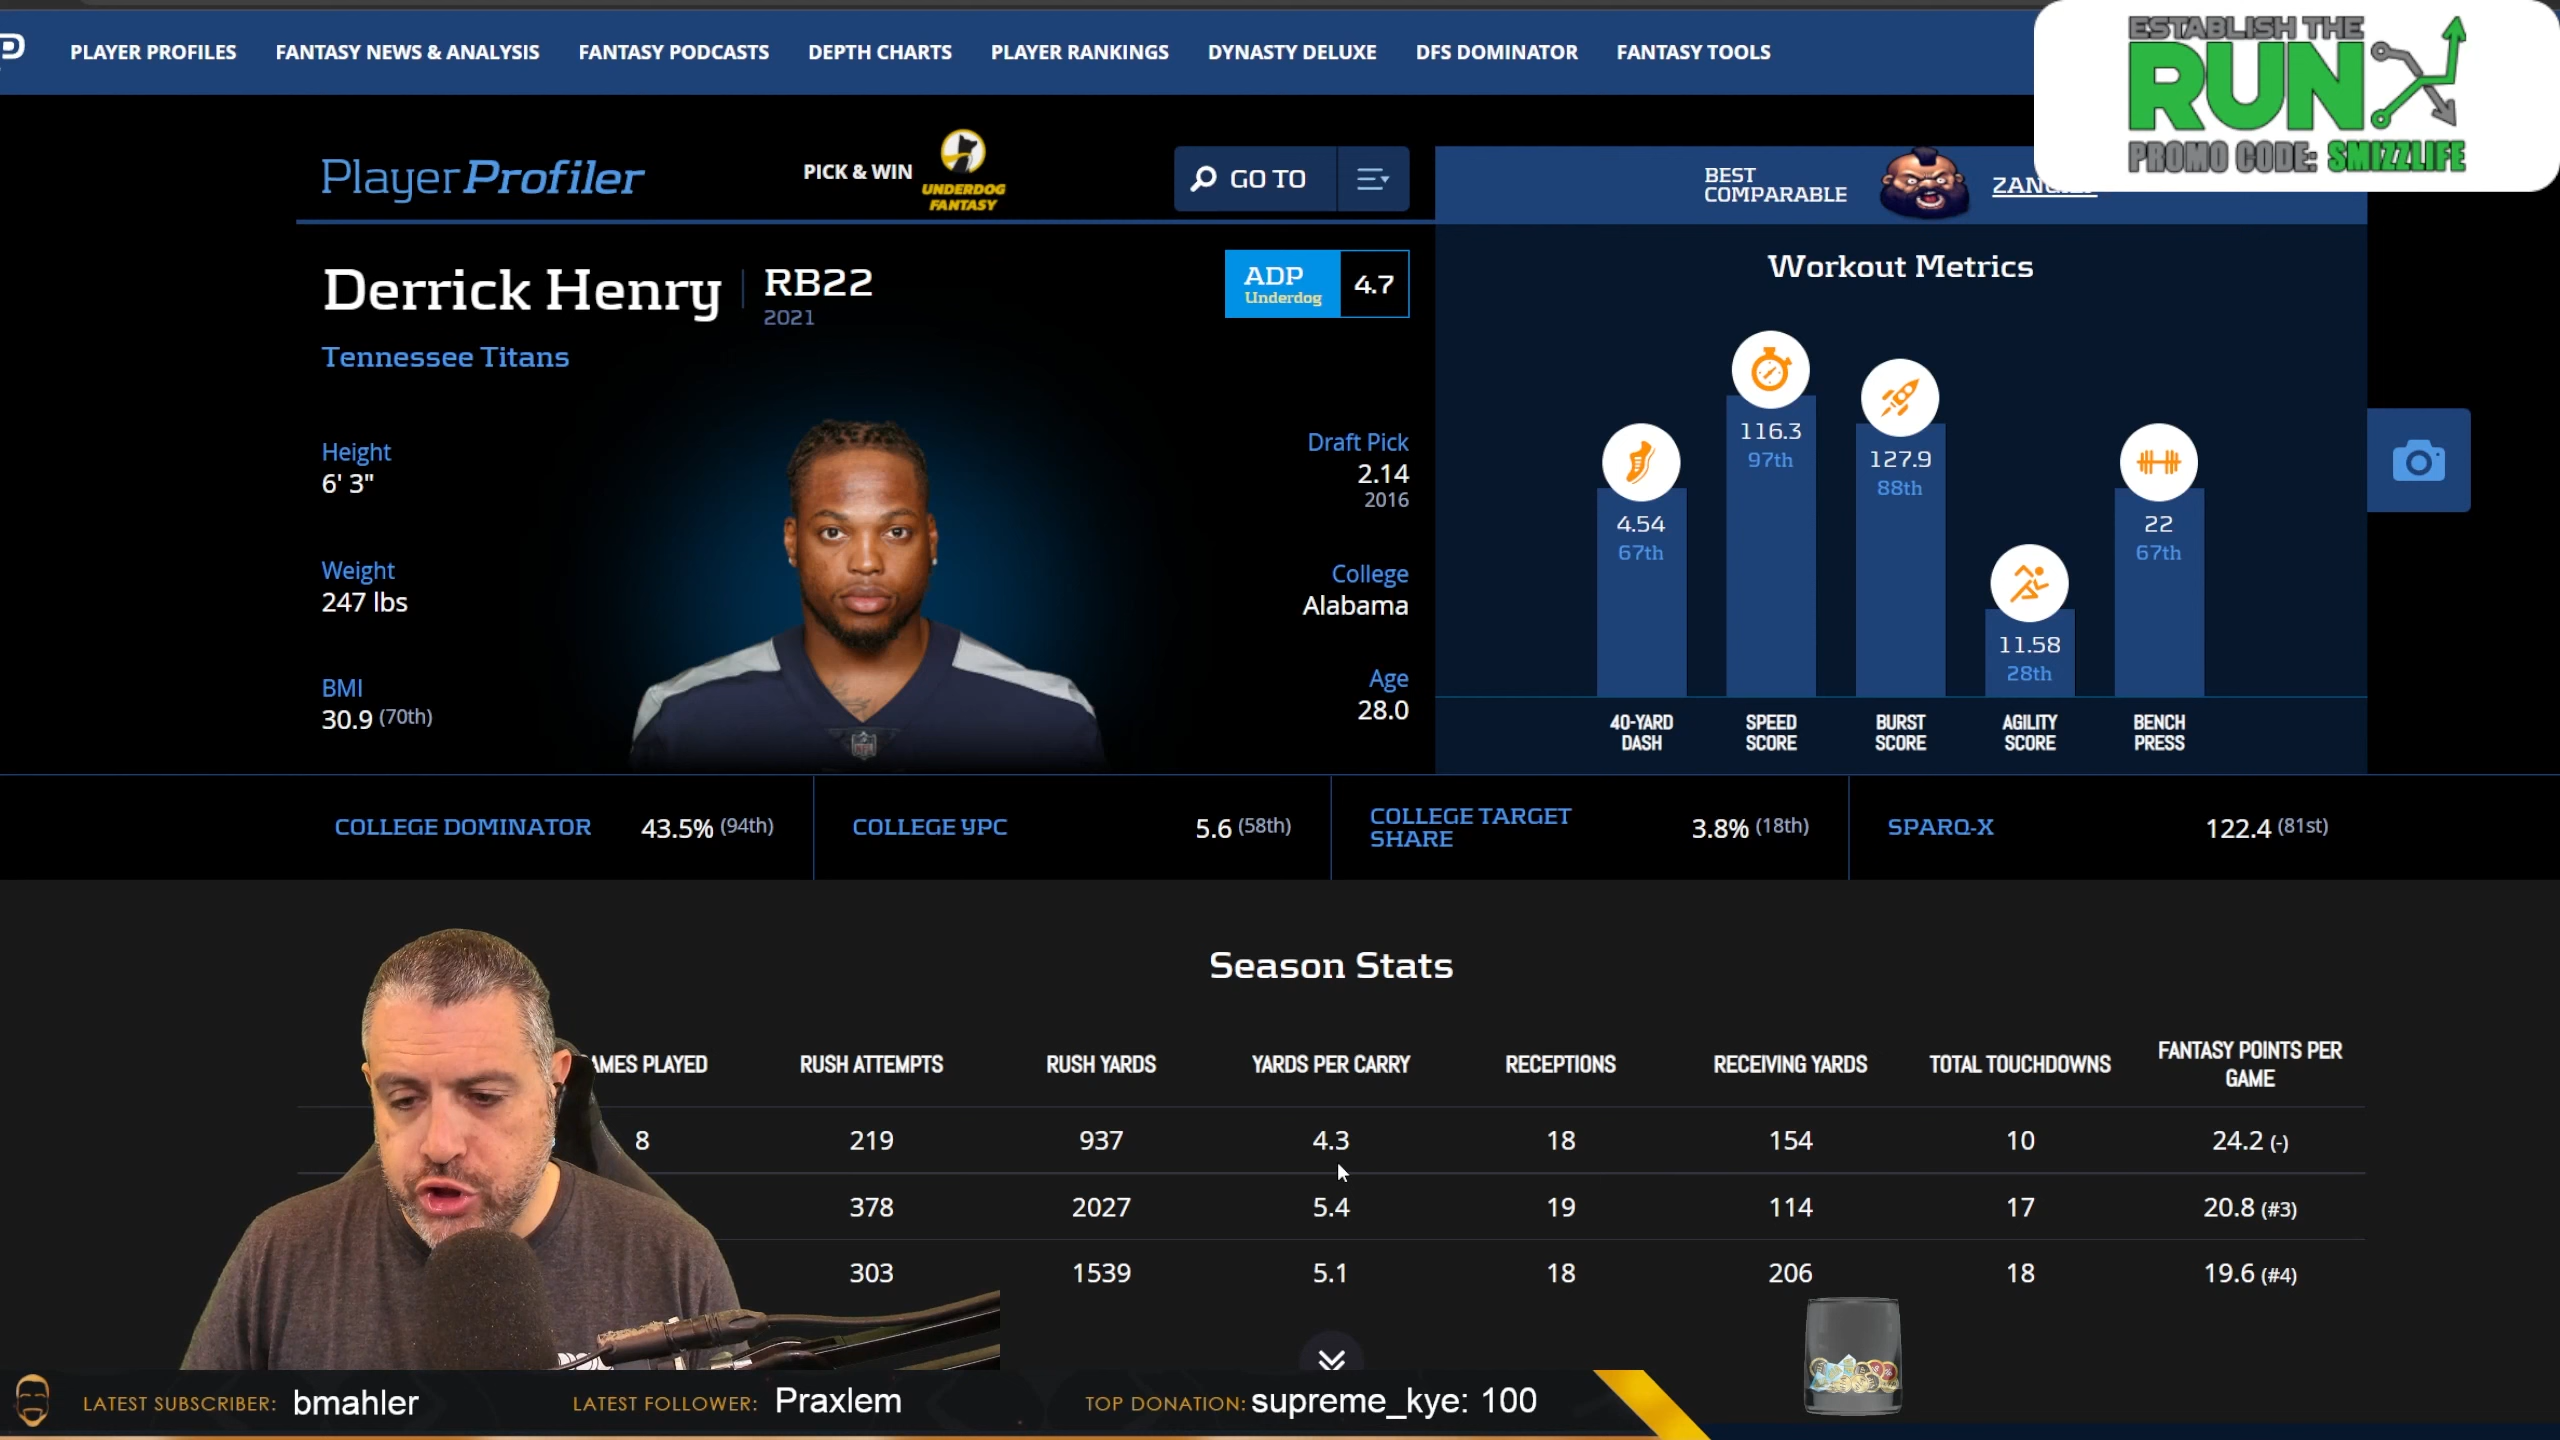 PLAYER PROFILES FANTASY NEWS & ANALYSIS FANTASY PODCASTS DEPTH CHARTS PLAYER RANKINGS DYNASTY DELUXE DFS DOMINATOR FANTASY TOOLS
ESTABLISH THE
RUN
PROMO CODE: SMIZZLIFE
PlayerProfiler
PICK & WIN
UNDERDOG
FANTASY
GO TO
BEST
COMPARABLE
Derrick Henry
RB22
2021
ADP
Underdog
4.7
Tennessee Titans
Height
6' 3"
Weight
247 lbs
BMI
30.9 (70th)
Draft Pick
2.14
2016
College
Alabama
Age
28.0
Workout Metrics
4.54
67th
116.3
97th
127.9
88th
11.58
28th
22
67th
40-YARD
DASH
SPEED
SCORE
BURST
SCORE
AGILITY
SCORE
BENCH
PRESS
COLLEGE DOMINATOR 43.5% (94th)
COLLEGE YPC 5.6 (58th)
COLLEGE TARGET
SHARE
3.8% (18th)
SPARQ-X 122.4 (81st)
Season Stats
PLAYED RUSH ATTEMPTS RUSH YARDS YARDS PER CARRY RECEPTIONS RECEIVING YARDS TOTAL TOUCHDOWNS FANTASY POINTS PER
GAME
8 219 937 4.3 18 154 10 24.2 (-)
378 2027 5.4 19 114 17 20.8 (#3)
303 1539 5.1 18 206 18 19.6 (#4)
LATEST SUBSCRIBER: bmahler LATEST FOLLOWER: Praxlem TOP DONATION: supreme_kye: 100